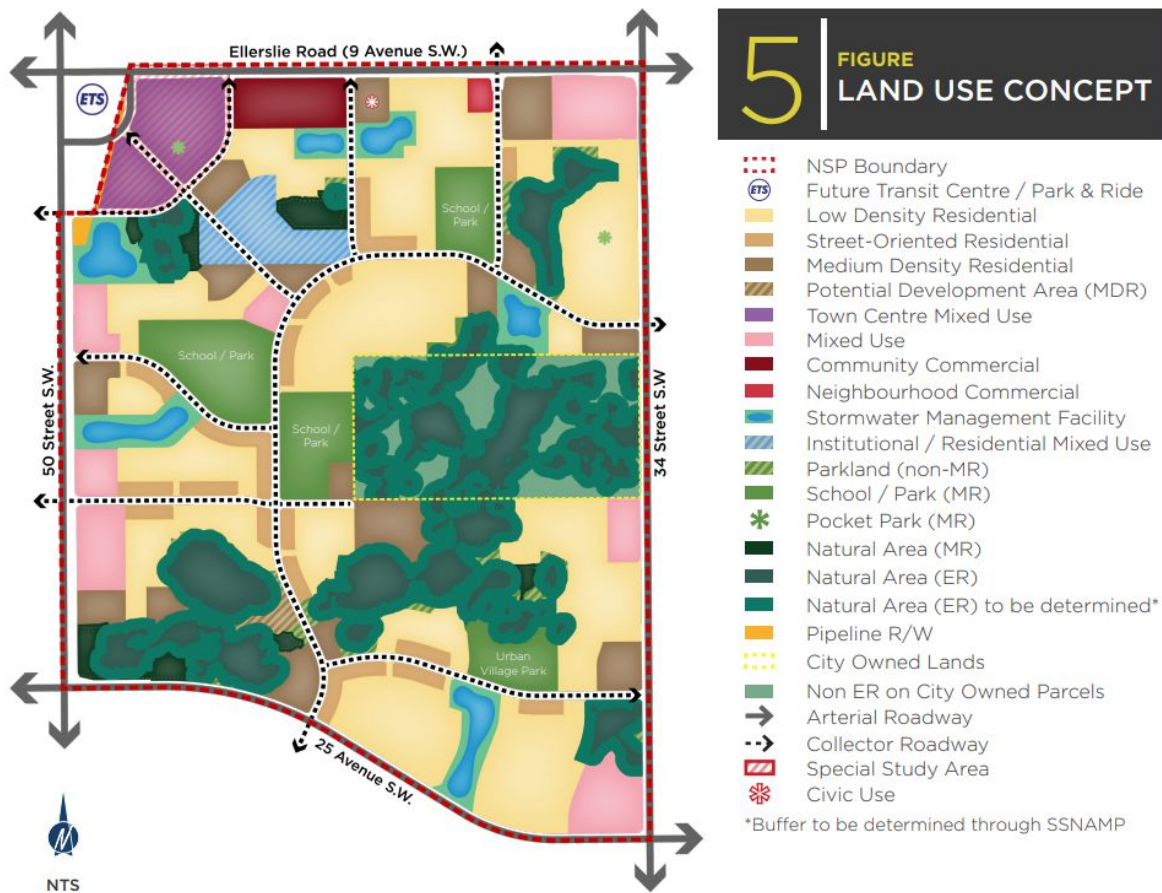 Ellerslie Road (9 Avenue S.W.)
ETS
School /
Park
School / Park
School /
Park
50 Street S.W.
34 Street S.W
Urban
Village Park
25 Avenue S.W.
N
NTS
5
FIGURE
LAND USE CONCEPT
NSP Boundary
ETS
Future Transit Centre / Park & Ride
Low Density Residential
Street-Oriented Residential
Medium Density Residential
Potential Development Area (MDR)
Town Centre Mixed Use
Mixed Use
Community Commercial
Neighbourhood Commercial
Stormwater Management Facility
Institutional / Residential Mixed Use
Parkland (non-MR)
School / Park (MR)
Pocket Park (MR)
Natural Area (MR)
Natural Area (ER)
Natural Area (ER) to be determined*
Pipeline R/W
City Owned Lands
Non ER on City Owned Parcels
Arterial Roadway
Collector Roadway
Special Study Area
Civic Use
*Buffer to be determined through SSNAMP